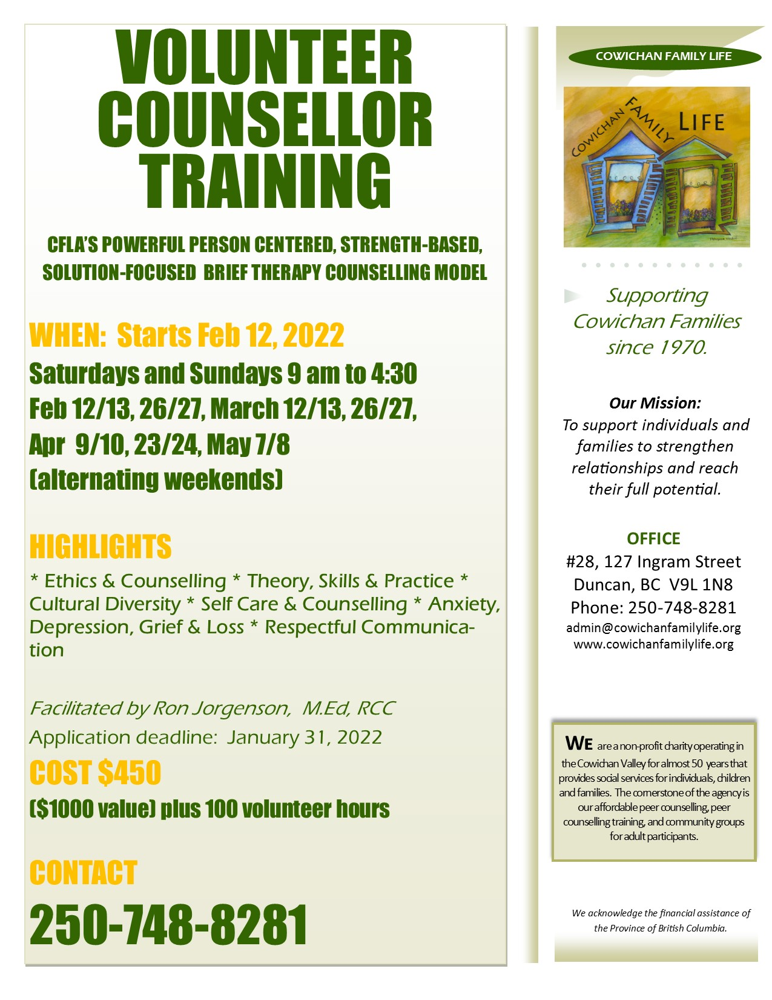 VOLUNTEER
COUNSELLOR
TRAINING
CFLA'S POWERFUL PERSON CENTERED, STRENGTH-BASED,
SOLUTION-FOCUSED  BRIEF THERAPY COUNSELLING MODEL
WHEN:  Starts Feb 12, 2022
Saturdays and Sundays 9 am to 4:30
Feb 12/13, 26/27, March 12/13, 26/27,
Apr  9/10, 23/24, May 7/8
(alternating weekends)
HIGHLIGHTS
* Ethics & Counselling * Theory, Skills & Practice *
Cultural Diversity * Self Care & Counselling * Anxiety,
Depression, Grief & Loss * Respectful Communica-
tion
Facilitated by Ron Jorgenson,  M.Ed, RCC
Application deadline:  January 31, 2022
COST $450
($1000 value) plus 100 volunteer hours
CONTACT
250-748-8281
COWICHAN FAMILY LIFE
COWICHAN FAMILY LIFE
Supporting
Cowichan Families
since 1970.
Our Mission:
To support individuals and
families to strengthen
relationships and reach
their full potential.
OFFICE
#28, 127 Ingram Street
Duncan, BC  V9L 1N8
Phone: 250-748-8281
admin@cowichanfamilylife.org
www.cowichanfamilylife.org
WE are a non-profit charity operating in
the Cowichan Valley for almost 50 years that
provides social services for individuals, children
and families.  The cornerstone of the agency is
our affordable peer counselling, peer
counselling training, and community groups
for adult participants.
We acknowledge the financial assistance of
the Province of British Columbia.